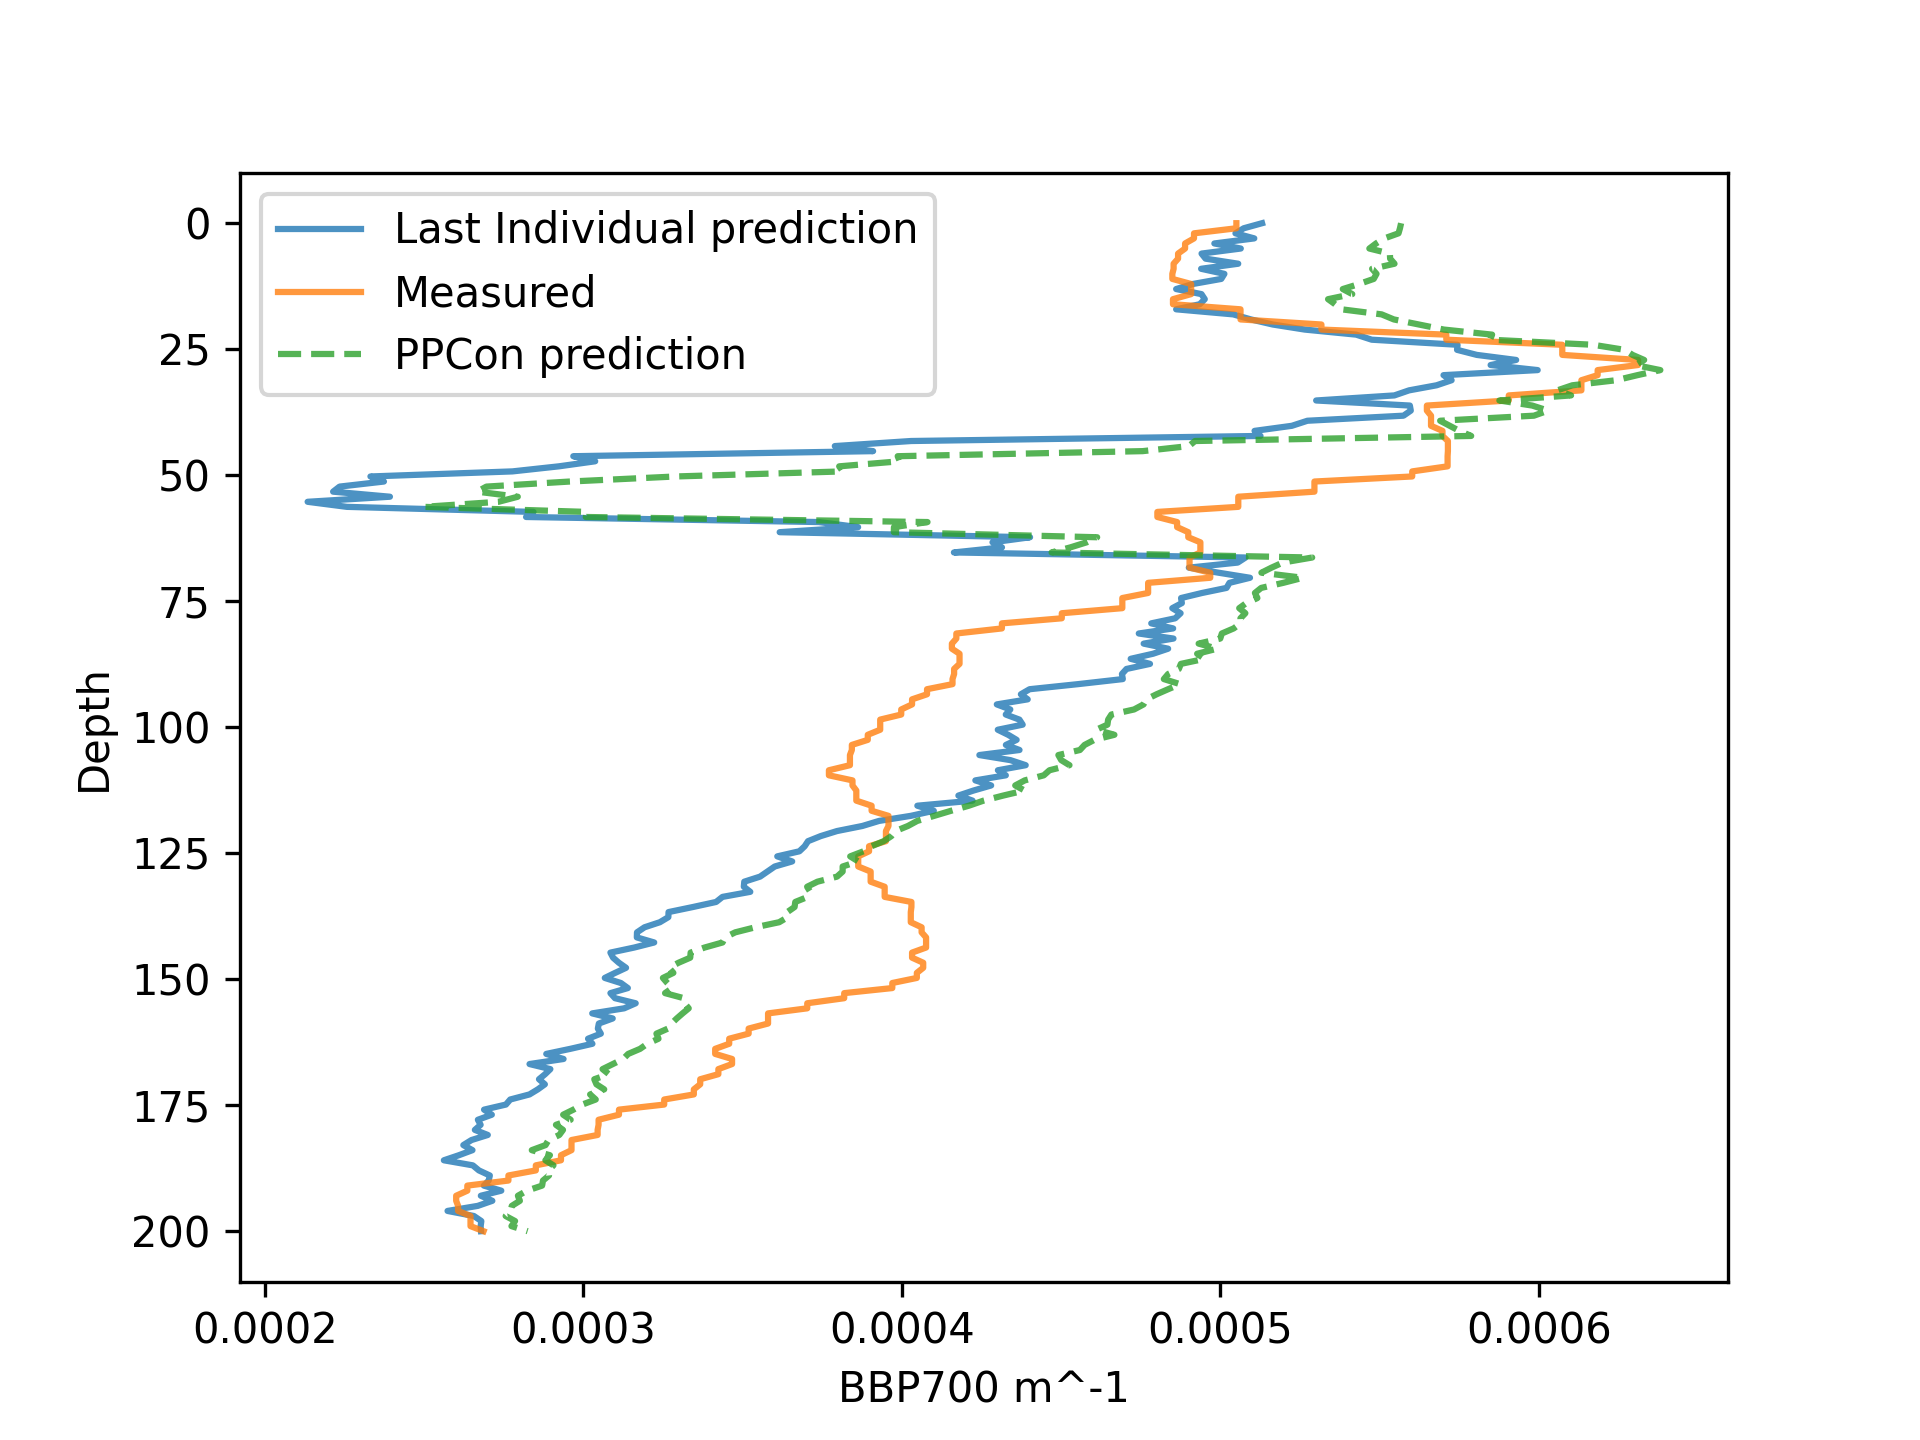 Last Individual prediction
Measured
PPCon prediction
0
25
50
75
100
125
150
175
200
Depth
0.0002 0.0003 0.0004 0.0005 0.0006
BBP700 m^-1